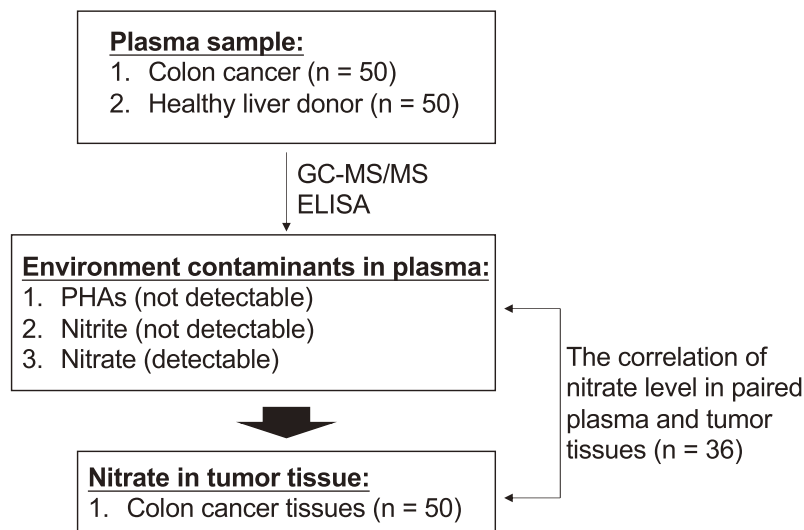 Plasma sample:
1. Colon cancer (n = 50)
2. Healthy liver donor (n = 50)
GC-MS/MS
ELISA
Environment contaminants in plasma:
1. PHAs (not detectable)
2. Nitrite (not detectable)
3. Nitrate (detectable)
The correlation of
nitrate level in paired
plasma and tumor
tissues (n = 36)
Nitrate in tumor tissue:
1. Colon cancer tissues (n = 50)